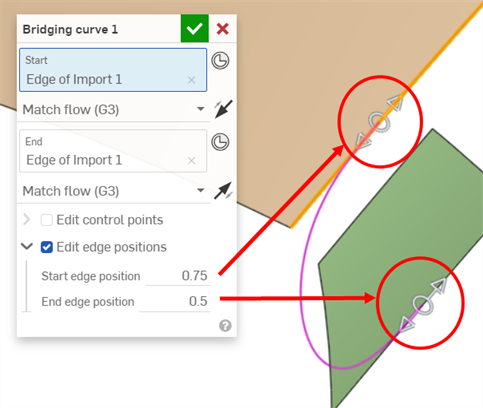 Bridging curve 1
Start
Edge of Import 1
Match flow (G3)
End
Edge of Import 1
Match flow (G3)
Edit control points
Edit edge positions
Start edge position 0.75
End edge position 0.5